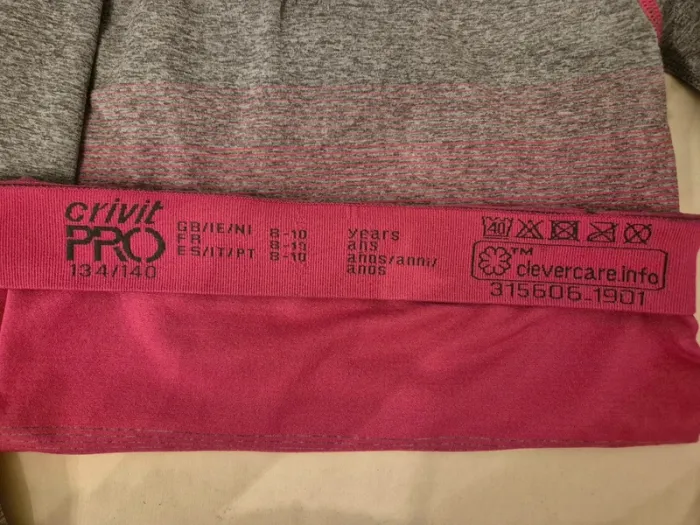 crivit
PRO
134/140
GB/IE/NI 8-10 years
FR 8-10 ans
ES/IT/PT 8-10 años/anni/
anos
40
TM
clevercare.info
315606_1901